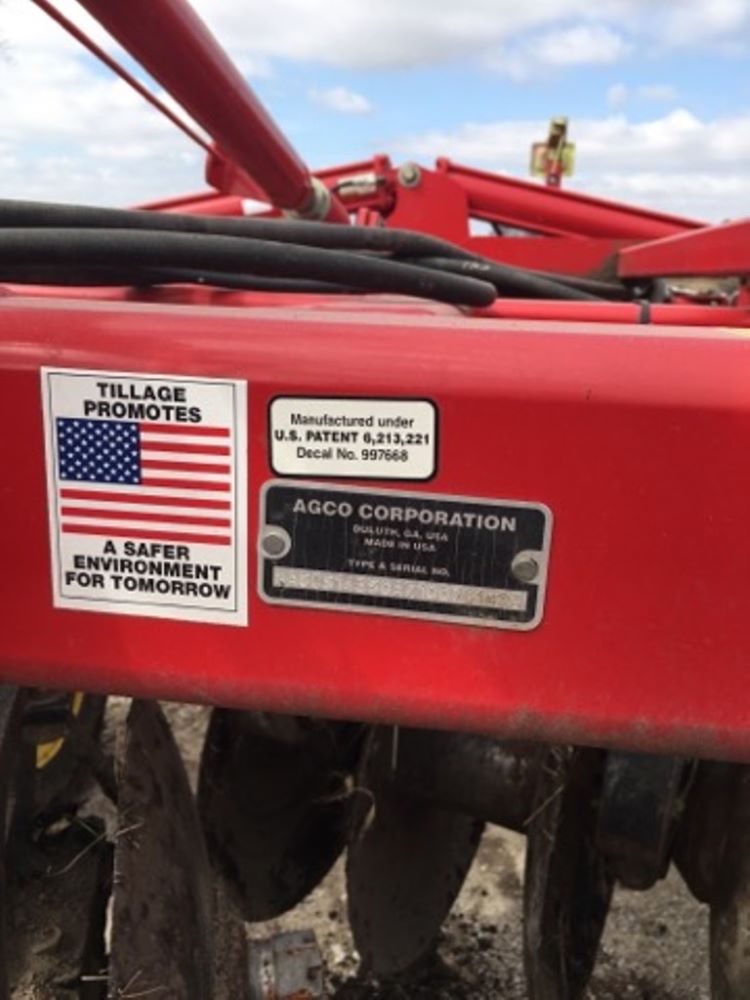 TILLAGE
PROMOTES
A SAFER
ENVIRONMENT
FOR TOMORROW
Manufactured under
U.S. PATENT 6,213,221
Decal No. 997668
AGCO CORPORATION
DULUTH, GA, USA
MADE IN USA
TYPE & SERIAL NO.